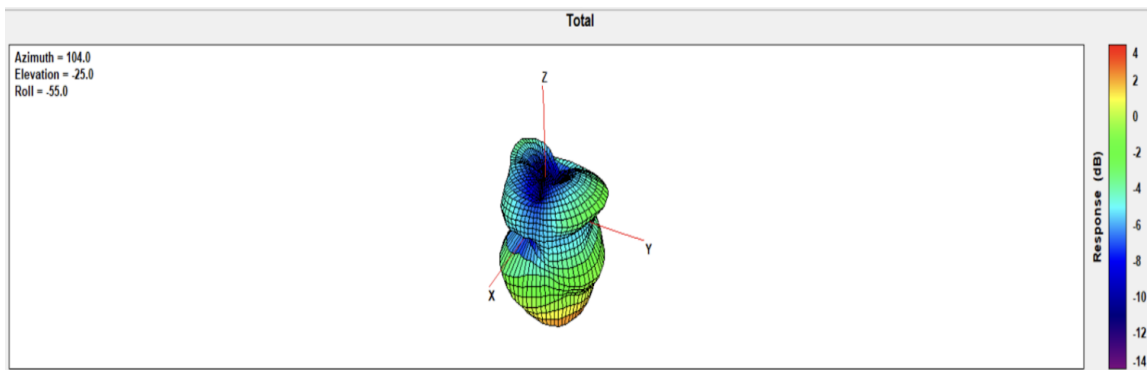 Total
Azimuth = 104.0
Elevation = -25.0
Roll = -55.0
Z
Y
X
4
2
0
-2
-4
-6
-8
-10
-12
-14
Response (dB)